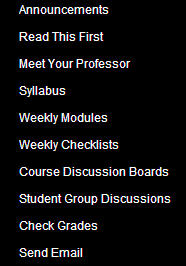 Announcements
Read This First
Meet Your Professor
Syllabus
Weekly Modules
Weekly Checklists
Course Discussion Boards
Student Group Discussions
Check Grades
Send Email